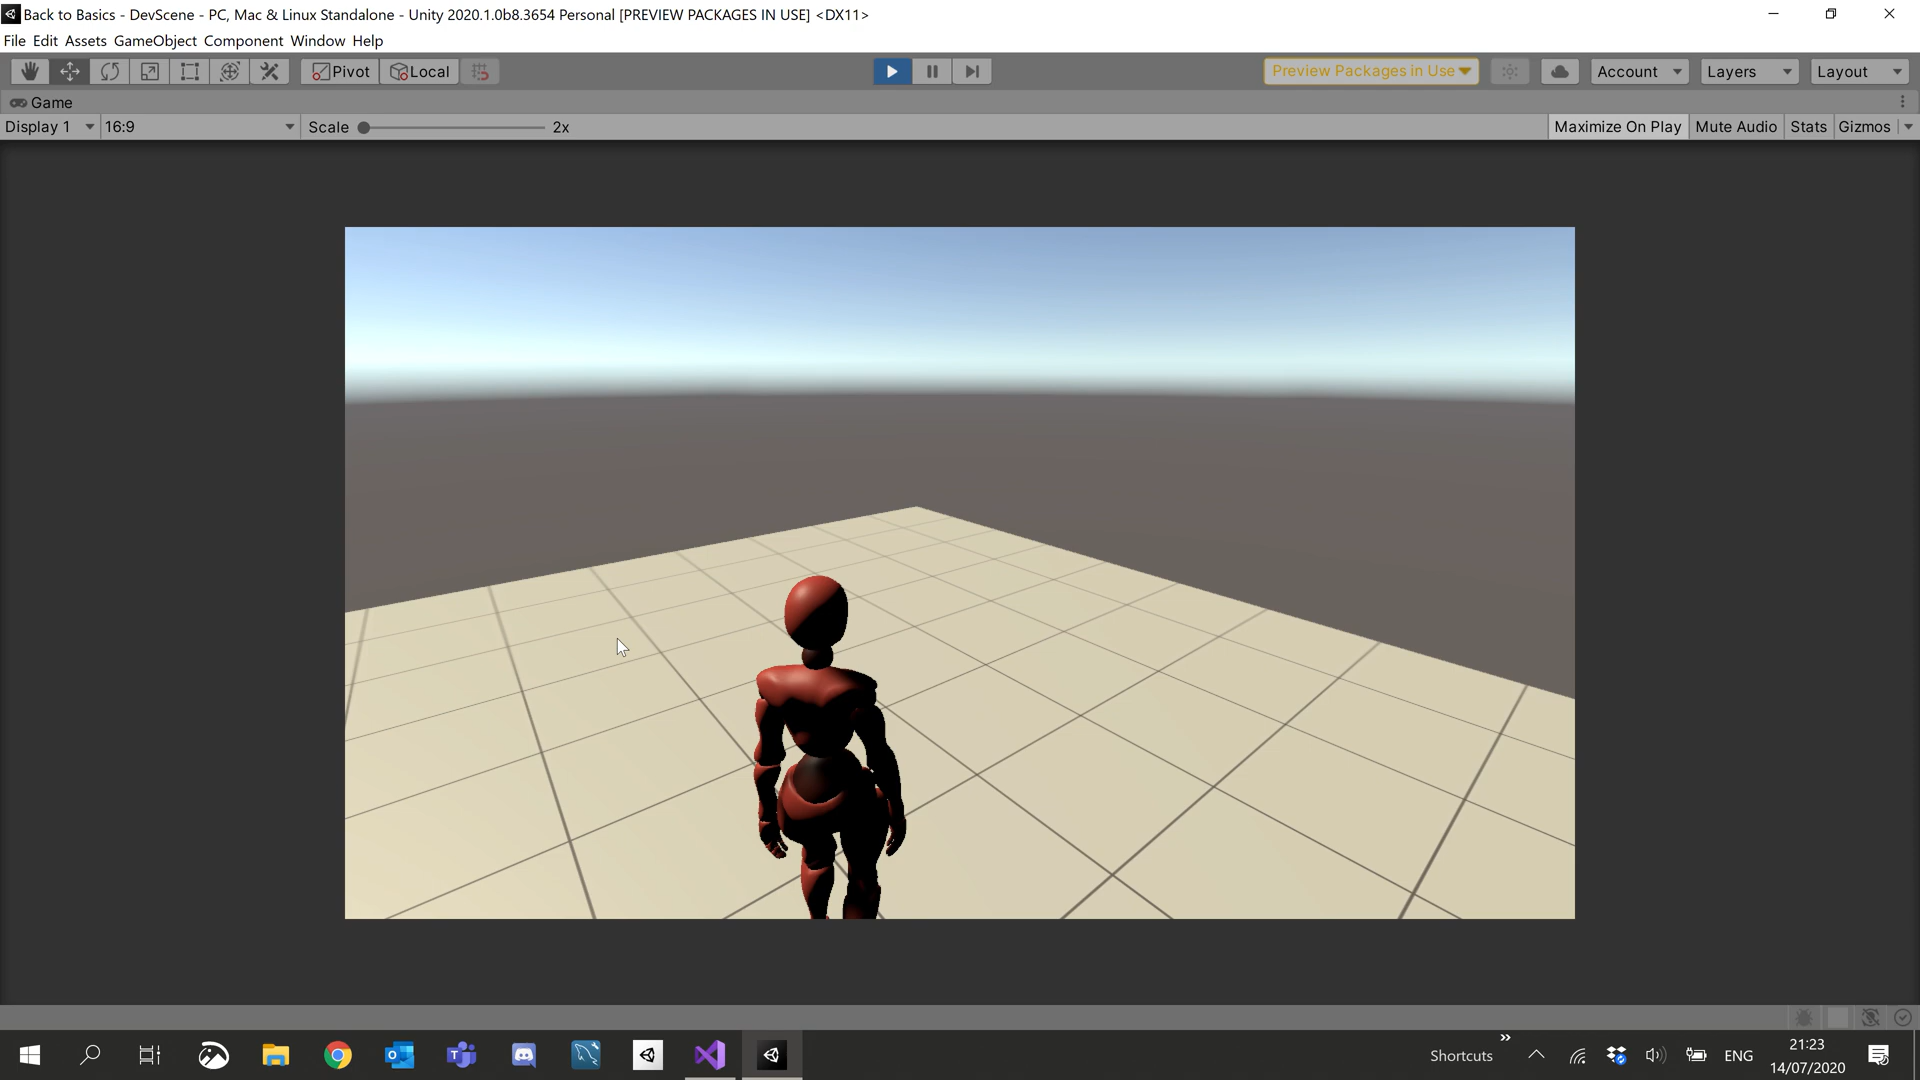 Back to Basics - DevScene - PC, Mac & Linux Standalone - Unity 2020.1.0b8.3654 Personal [PREVIEW PACKAGES IN USE] <DX11>
File Edit Assets GameObject Component Window Help
Pivot Local Preview Packages in Use Account Layers Layout
Game
Display 1 16:9 Scale 2x Maximize On Play Mute Audio Stats Gizmos
Shortcuts » ENG 21:23
14/07/2020